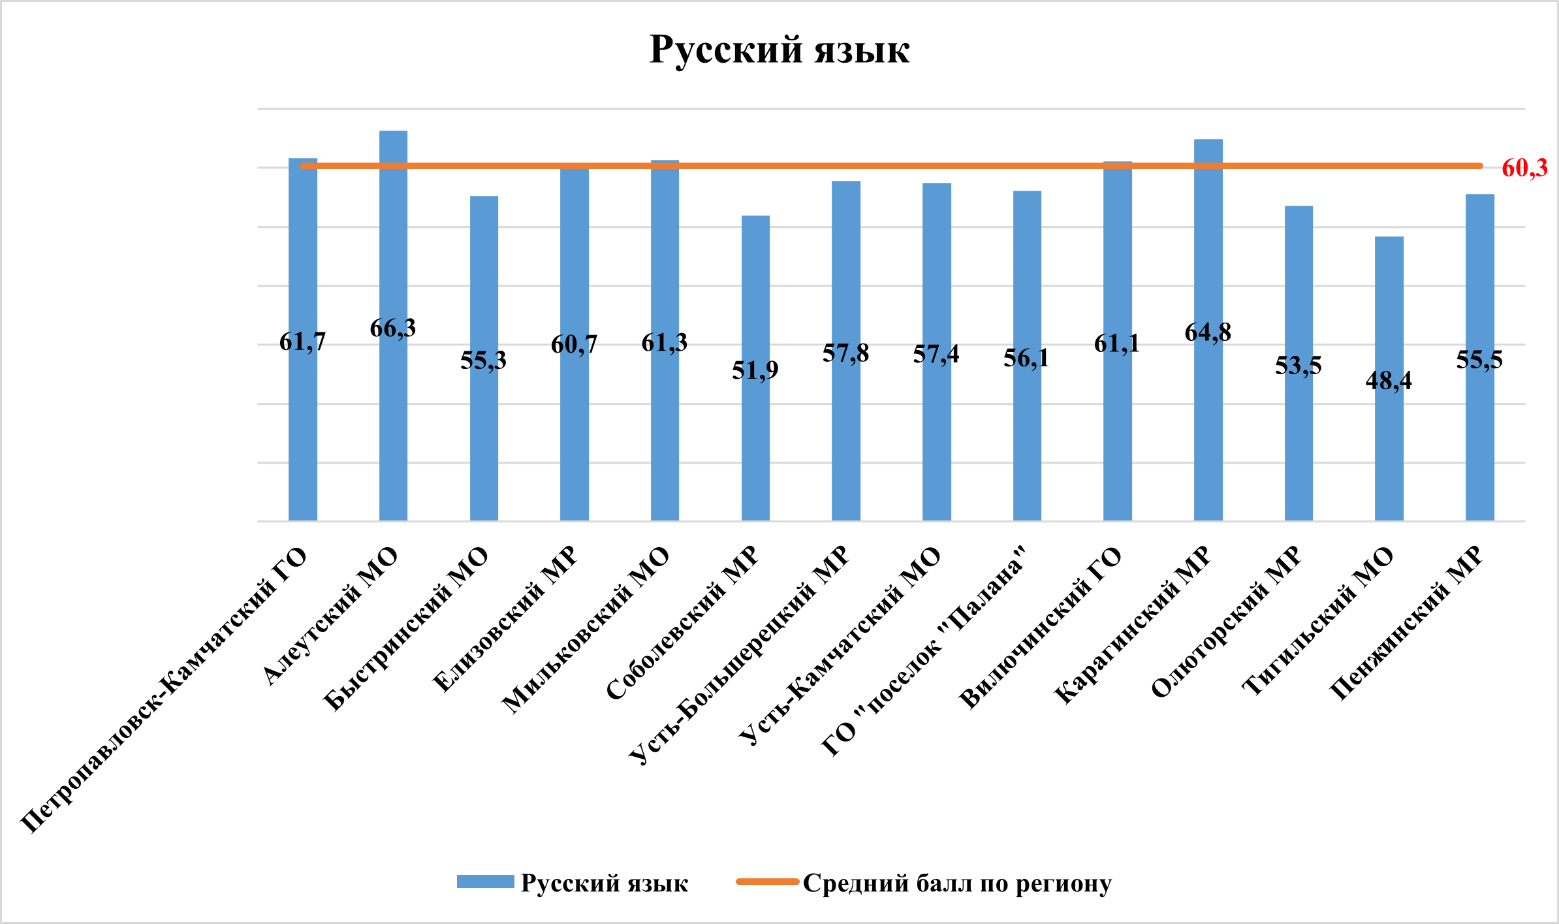 Русский язык
60,3
61,7
66,3
55,3
60,7
61,3
51,9
57,8
57,4
56,1
61,1
64,8
53,5
48,4
55,5
Петропавловск-Камчатский ГО
Алеутский МО
Быстринский МО
Елизовский МР
Мильковский МО
Соболевский МР
Усть-Большерецкий МР
Усть-Камчатский МО
ГО "поселок "Палана"
Вилючинский ГО
Карагинский МР
Олюторский МР
Тигильский МО
Пенжинский МР
Русский язык
Средний балл по региону